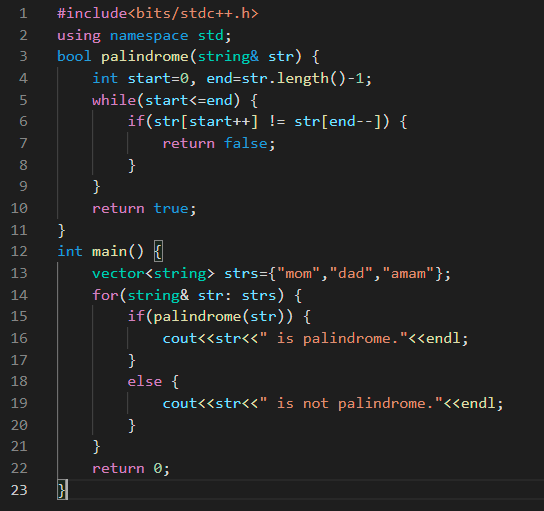 1 #include<bits/stdc++.h>
2 using namespace std;
3 bool palindrome(string& str) {
4     int start=0, end=str.length()-1;
5     while(start<=end) {
6         if(str[start++] != str[end--]) {
7             return false;
8         }
9     }
10     return true;
11 }
12 int main() {
13     vector<string> strs={"mom","dad","amam"};
14     for(string& str: strs) {
15         if(palindrome(str)) {
16             cout<<str<<" is palindrome."<<endl;
17         }
18         else {
19             cout<<str<<" is not palindrome."<<endl;
20         }
21     }
22     return 0;
23 }